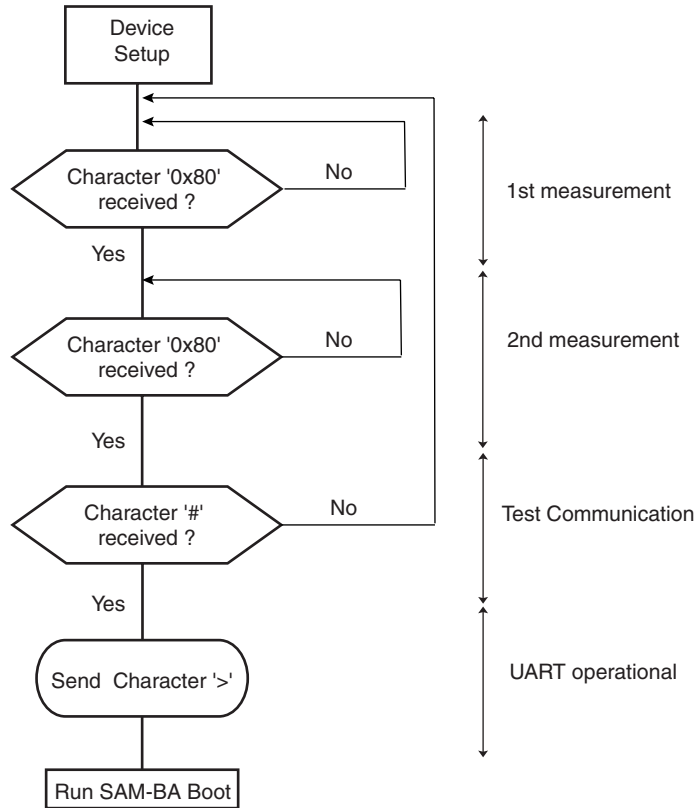 Device
Setup
Character '0x80'
received ?
No
1st measurement
Yes
Character '0x80'
received ?
No
2nd measurement
Yes
Character '#'
received ?
No
Test Communication
Yes
Send Character '>'
UART operational
Run SAM-BA Boot